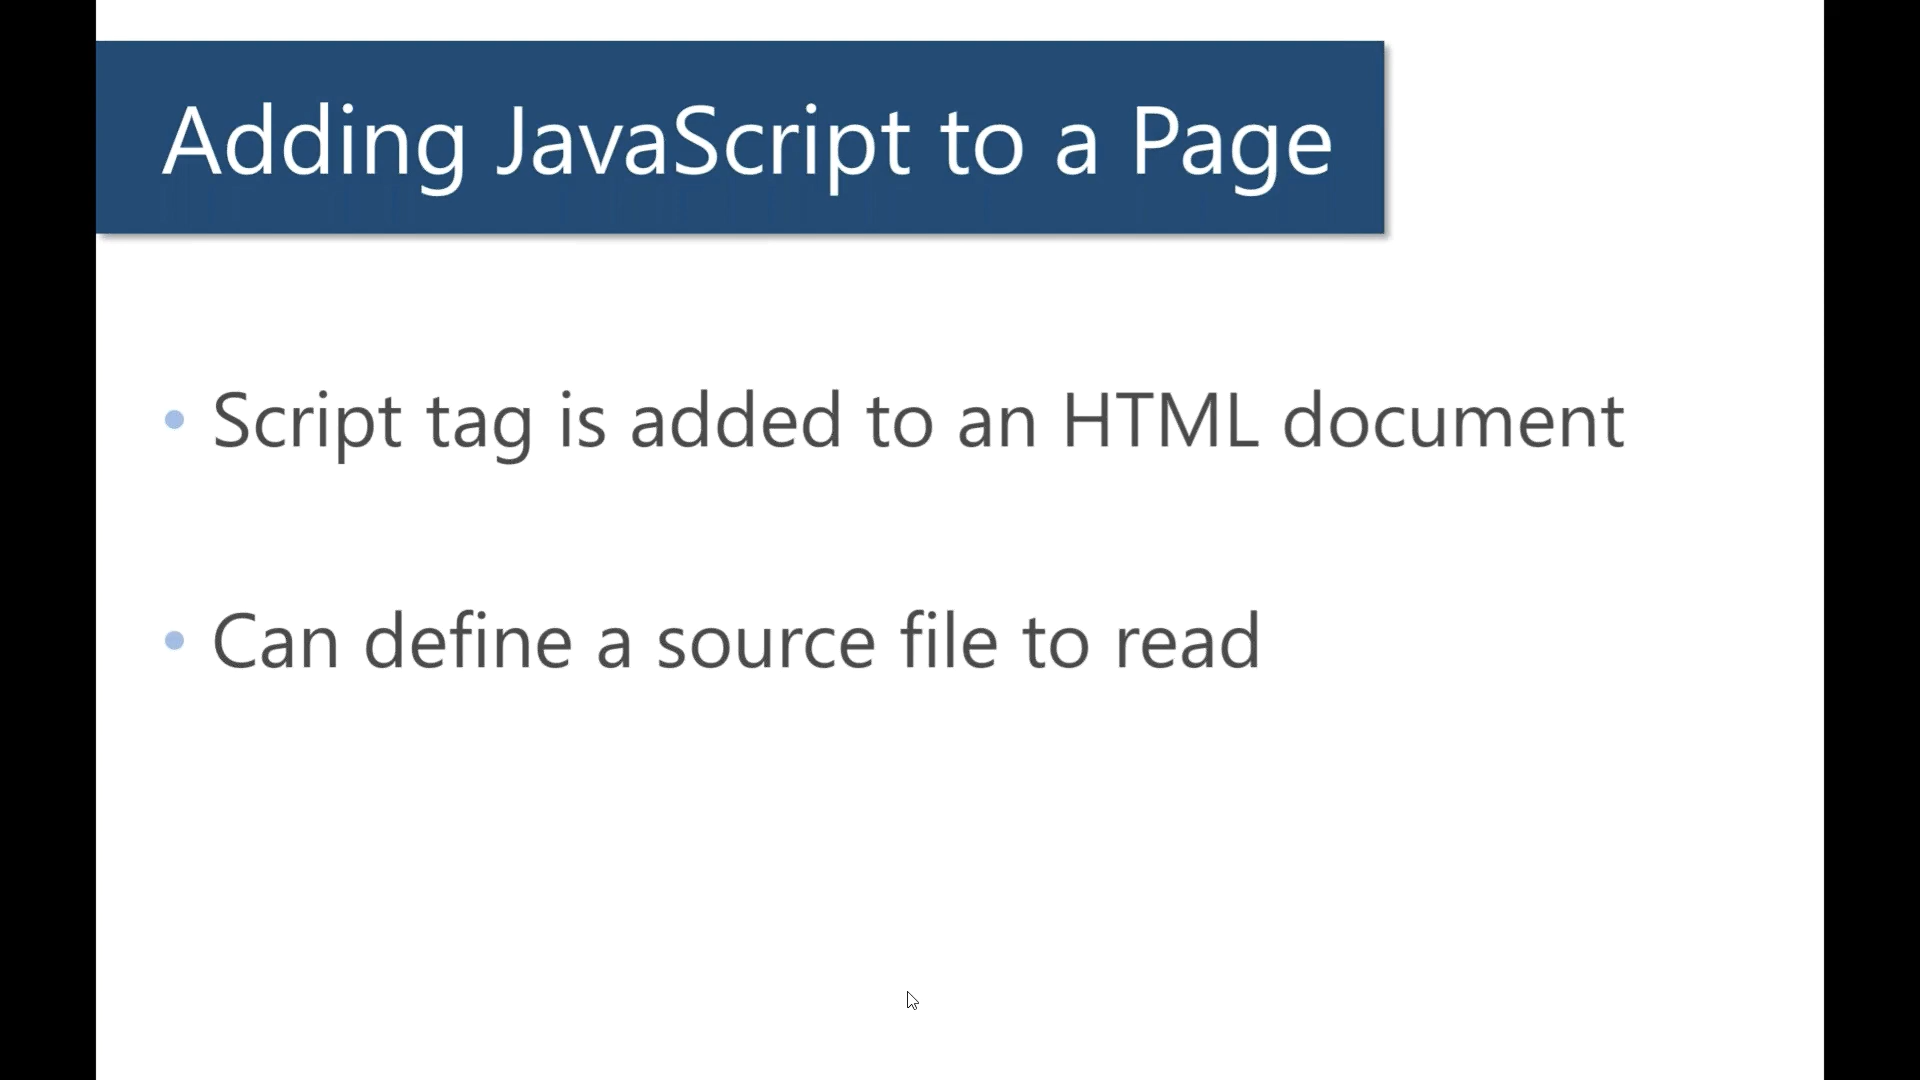 Adding JavaScript to a Page
• Script tag is added to an HTML document
• Can define a source file to read